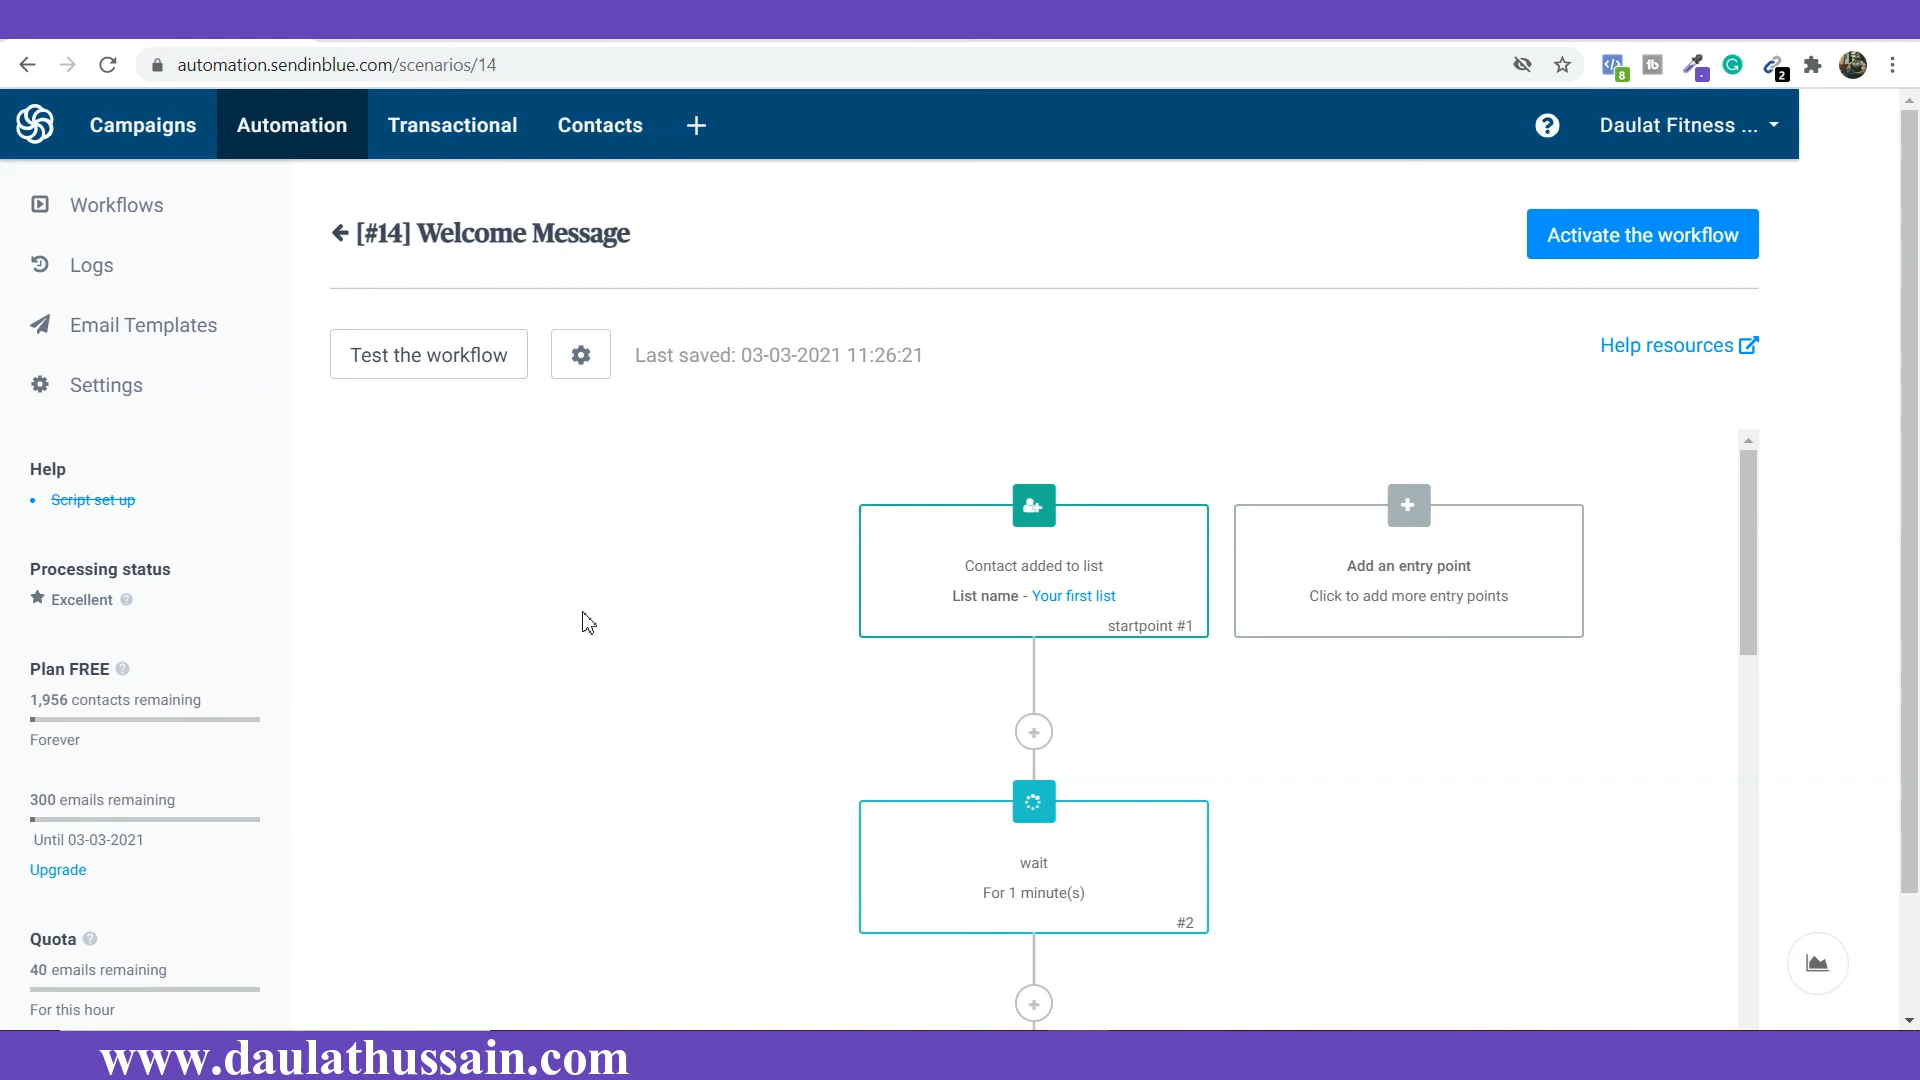 automation.sendinblue.com/scenarios/14
8
tb
G
2
Campaigns
Automation
Transactional
Contacts
+
?
Daulat Fitness ...
Workflows
Logs
Email Templates
Settings
Help
Script set up
Processing status
Excellent ?
Plan FREE ?
1,956 contacts remaining
Forever
300 emails remaining
Until 03-03-2021
Upgrade
Quota ?
40 emails remaining
For this hour
[#14] Welcome Message
Activate the workflow
Test the workflow
Last saved: 03-03-2021 11:26:21
Help resources
Contact added to list
List name - Your first list
startpoint #1
Add an entry point
Click to add more entry points
wait
For 1 minute(s)
#2
www.daulathussain.com